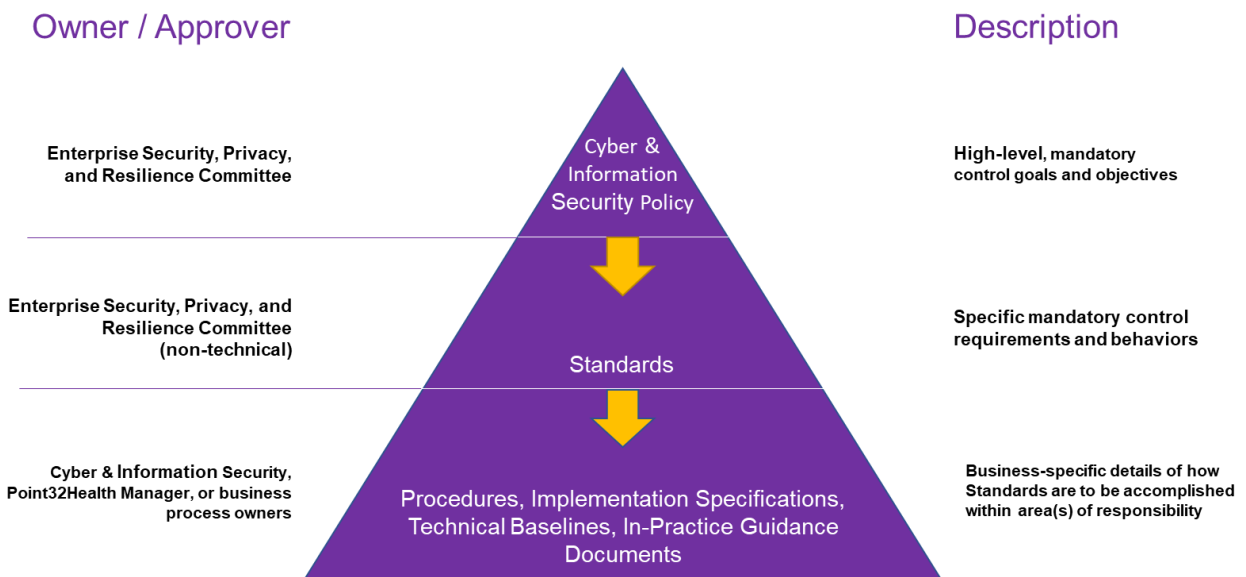 Owner / Approver
Description
Enterprise Security, Privacy,
and Resilience Committee
Cyber &
Information
Security Policy
High-level, mandatory
control goals and objectives
Enterprise Security, Privacy, and
Resilience Committee
(non-technical)
Standards
Specific mandatory control
requirements and behaviors
Cyber & Information Security,
Point32Health Manager, or business
process owners
Procedures, Implementation Specifications,
Technical Baselines, In-Practice Guidance
Documents
Business-specific details of how
Standards are to be accomplished
within area(s) of responsibility